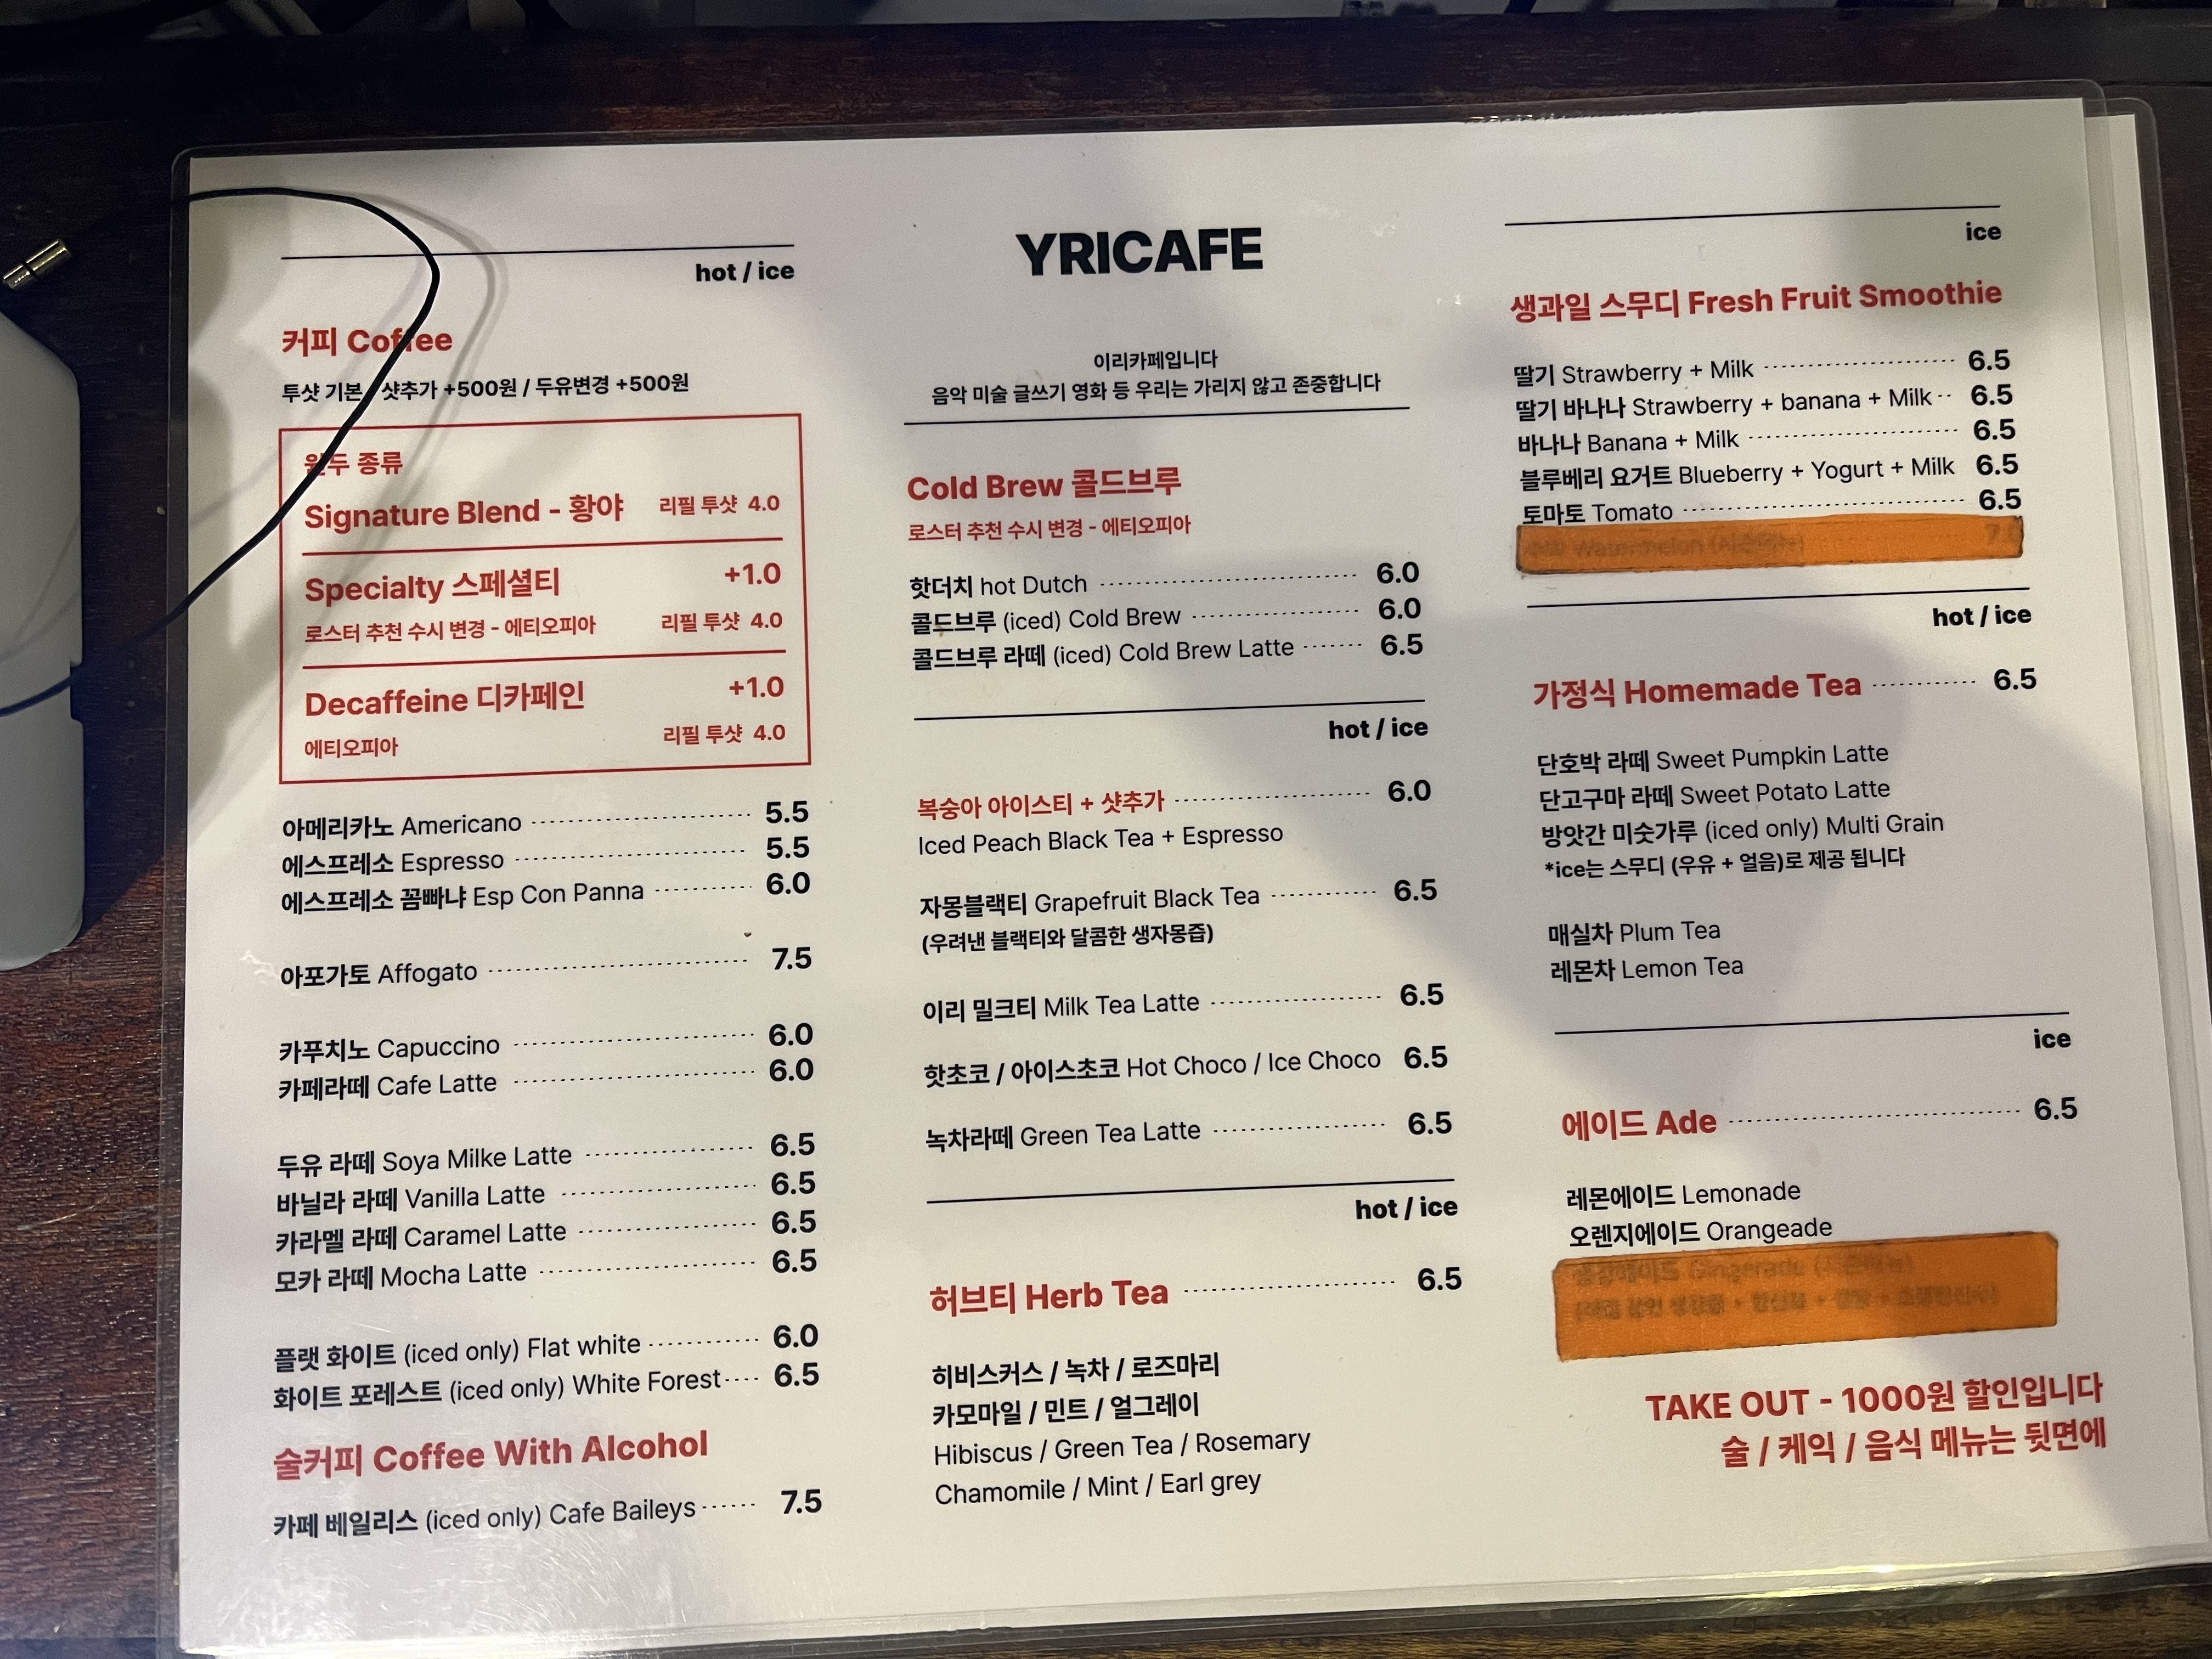 hot / ice
커피 Coffee
투샷 기본 / 샷추가 +500원 / 두유변경 +500원
원두 종류
Signature Blend - 황야 리필 투샷 4.0
Specialty 스페셜티 +1.0
로스터 추천 수시 변경 - 에티오피아 리필 투샷 4.0
Decaffeine 디카페인 +1.0
에티오피아 리필 투샷 4.0
아메리카노 Americano 5.5
에스프레소 Espresso 5.5
에스프레소 꼼빠냐 Esp Con Panna 6.0
아포가토 Affogato 7.5
카푸치노 Capuccino 6.0
카페라떼 Cafe Latte 6.0
두유 라떼 Soya Milke Latte 6.5
바닐라 라떼 Vanilla Latte 6.5
카라멜 라떼 Caramel Latte 6.5
모카 라떼 Mocha Latte 6.5
플랫 화이트 (iced only) Flat white 6.0
화이트 포레스트 (iced only) White Forest 6.5
술커피 Coffee With Alcohol
카페 베일리스 (iced only) Cafe Baileys 7.5
YRICAFE
이리카페입니다
음악 미술 글쓰기 영화 등 우리는 가리지 않고 존중합니다
Cold Brew 콜드브루
로스터 추천 수시 변경 - 에티오피아
핫더치 hot Dutch 6.0
콜드브루 (iced) Cold Brew 6.0
콜드브루 라떼 (iced) Cold Brew Latte 6.5
hot / ice
복숭아 아이스티 + 샷추가 6.0
Iced Peach Black Tea + Espresso
자몽블랙티 Grapefruit Black Tea 6.5
(우려낸 블랙티와 달콤한 생자몽즙)
이리 밀크티 Milk Tea Latte 6.5
핫초코 / 아이스초코 Hot Choco / Ice Choco 6.5
녹차라떼 Green Tea Latte 6.5
hot / ice
허브티 Herb Tea 6.5
히비스커스 / 녹차 / 로즈마리
카모마일 / 민트 / 얼그레이
Hibiscus / Green Tea / Rosemary
Chamomile / Mint / Earl grey
ice
생과일 스무디 Fresh Fruit Smoothie
딸기 Strawberry + Milk 6.5
딸기 바나나 Strawberry + banana + Milk 6.5
바나나 Banana + Milk 6.5
블루베리 요거트 Blueberry + Yogurt + Milk 6.5
토마토 Tomato 6.5
Watermelon
hot / ice
가정식 Homemade Tea 6.5
단호박 라떼 Sweet Pumpkin Latte
단고구마 라떼 Sweet Potato Latte
방앗간 미숫가루 (iced only) Multi Grain
*ice는 스무디 (우유 + 얼음)로 제공 됩니다
매실차 Plum Tea
레몬차 Lemon Tea
ice
에이드 Ade 6.5
레몬에이드 Lemonade
오렌지에이드 Orangeade
Gingerade
TAKE OUT - 1000원 할인입니다
술 / 케익 / 음식 메뉴는 뒷면에